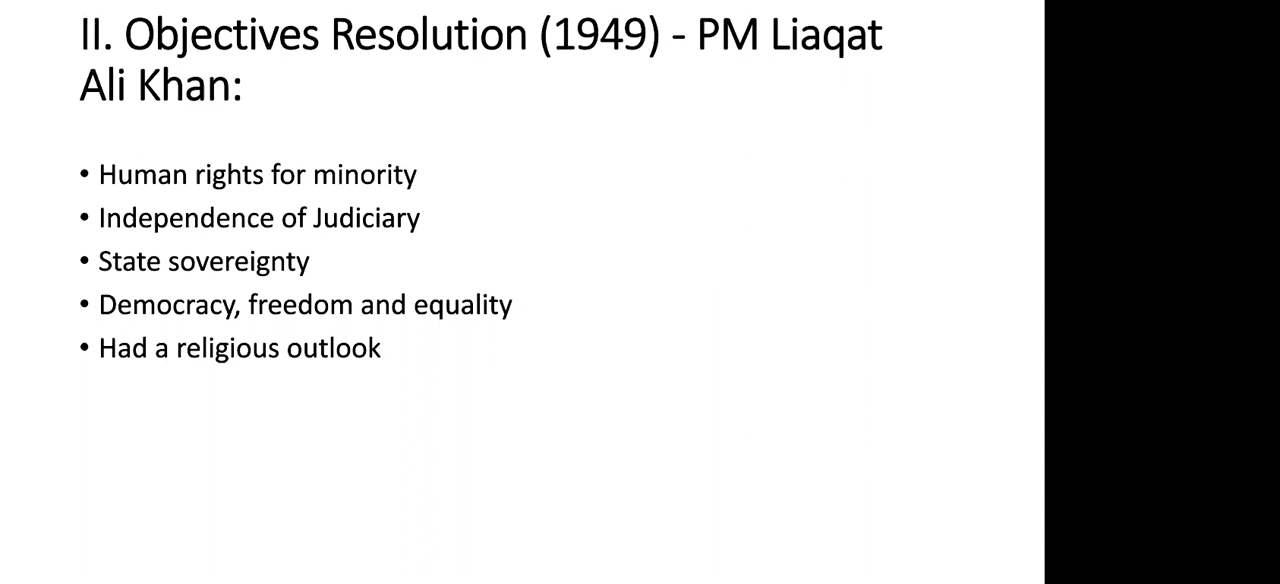 II. Objectives Resolution (1949) - PM Liaqat
Ali Khan:
• Human rights for minority
• Independence of Judiciary
• State sovereignty
• Democracy, freedom and equality
• Had a religious outlook